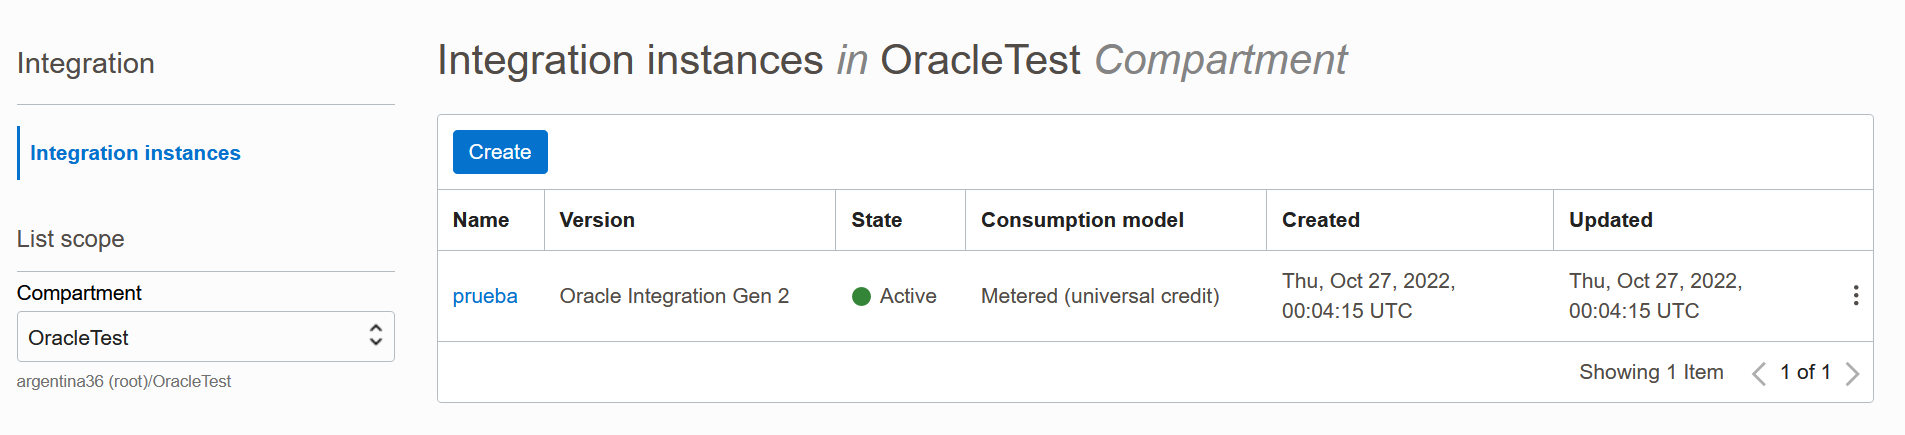 Integration
Integration instances
List scope
Compartment
OracleTest
argentina36 (root)/OracleTest
Integration instances in OracleTest Compartment
Create
Name Version State Consumption model Created Updated
prueba Oracle Integration Gen 2 Active Metered (universal credit) Thu, Oct 27, 2022, 00:04:15 UTC Thu, Oct 27, 2022, 00:04:15 UTC
Showing 1 Item 1 of 1